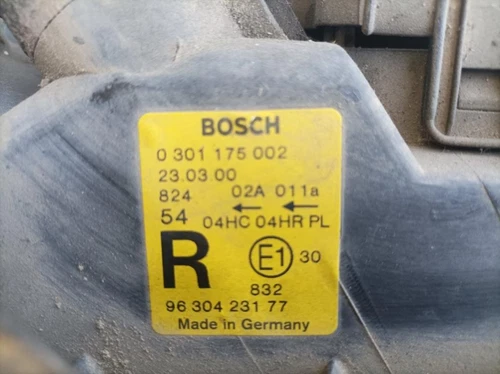 BOSCH
0 301 175 002
23.03.00
824 02A 011a
54 ← ←
04HC 04HR PL
R E1 30
832
96 304 231 77
Made in Germany